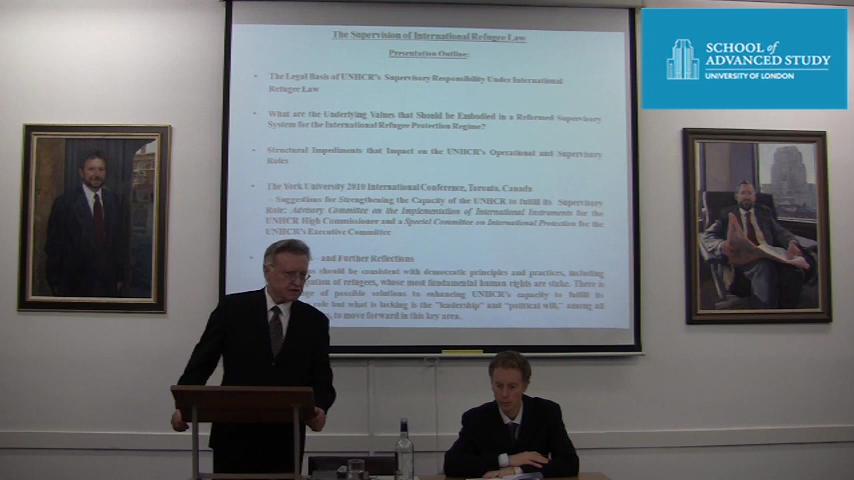 The Supervision of International Refugee Law
Presentation Outline:
• The Legal Basis of UNHCR's Supervisory Responsibility Under International
Refugee Law
• What are the Underlying Values that Should be Embodied in a Reformed Supervisory
System for the International Refugee Protection Regime?
• Structural Impediments that Impact on the UNHCR's Operational and Supervisory
Roles
• The York University 2010 International Conference, Toronto, Canada
– Suggestions for Strengthening the Capacity of the UNHCR to fulfill its Supervisory
Role: Advisory Committee on the Implementation of International Instruments for the
UNHCR High Commissioner and a Special Committee on International Protection for the
UNHCR's Executive Committee
• – and Further Reflections
should be consistent with democratic principles and practices, including
of refugees, whose most fundamental human rights are stake. There is
of possible solutions to enhancing UNHCR's capacity to fulfill its
role but what is lacking is the "leadership" and "political will," among all
to move forward in this key area.
SCHOOL of
ADVANCED STUDY
UNIVERSITY OF LONDON